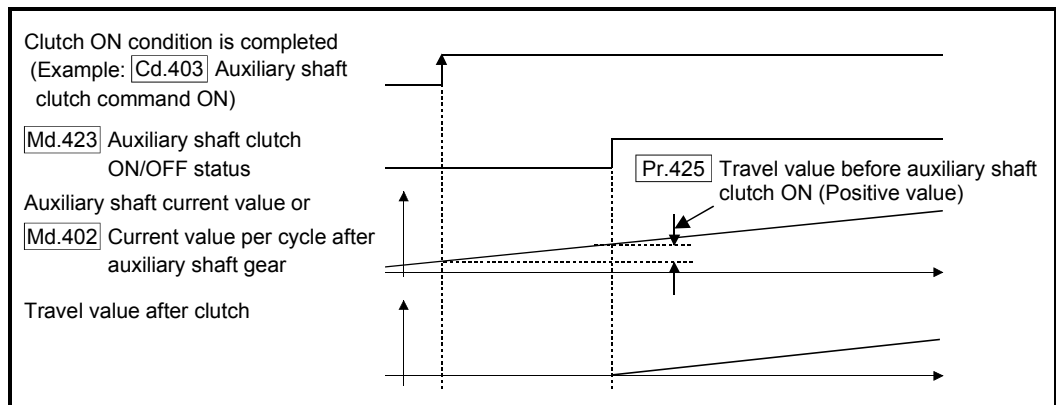 Clutch ON condition is completed
(Example: Cd.403 Auxiliary shaft
clutch command ON)
Md.423 Auxiliary shaft clutch
ON/OFF status
Pr.425 Travel value before auxiliary shaft
clutch ON (Positive value)
Auxiliary shaft current value or
Md.402 Current value per cycle after
auxiliary shaft gear
Travel value after clutch